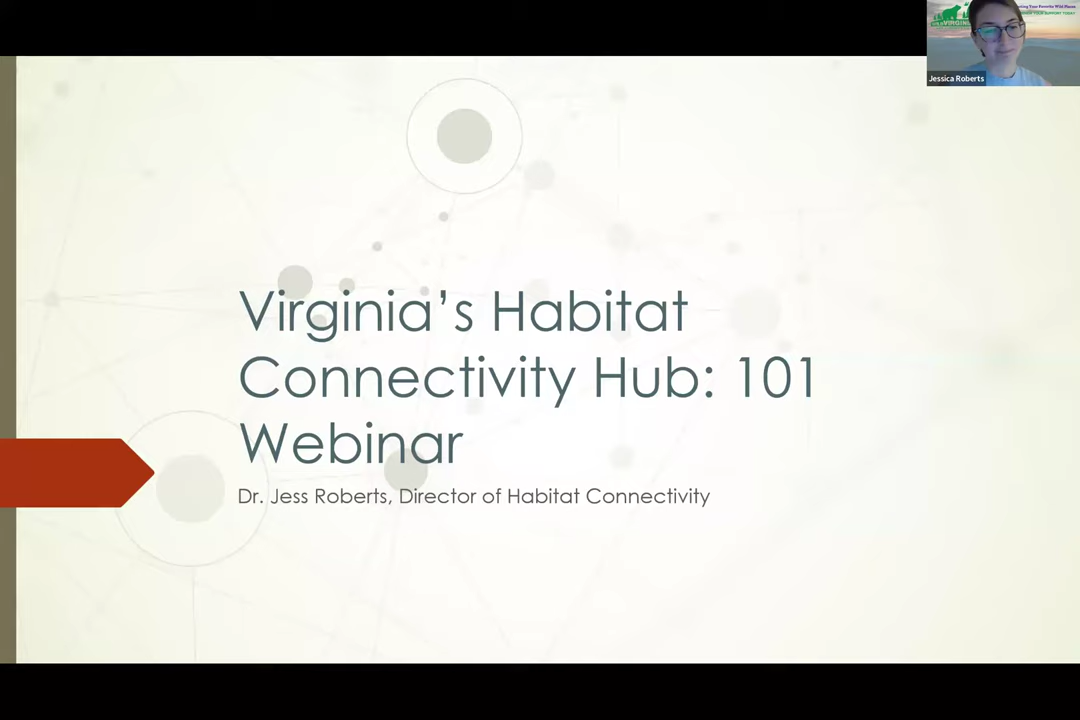 Jessica Roberts
Virginia's Habitat
Connectivity Hub: 101
Webinar
Dr. Jess Roberts, Director of Habitat Connectivity